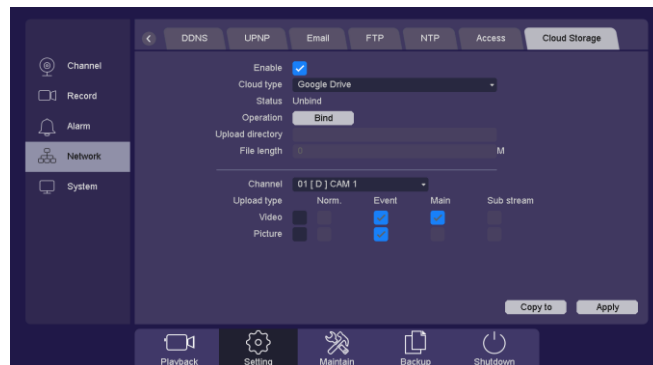 DDNS UPNP Email FTP NTP Access Cloud Storage
Channel
Record
Alarm
Network
System
Enable
Cloud type Google Drive
Status Unbind
Operation Bind
Upload directory
File length 0 M
Channel 01 [ D ] CAM 1
Upload type Norm. Event Main Sub stream
Video
Picture
Copy to Apply
Playback Setting Maintain Backup Shutdown